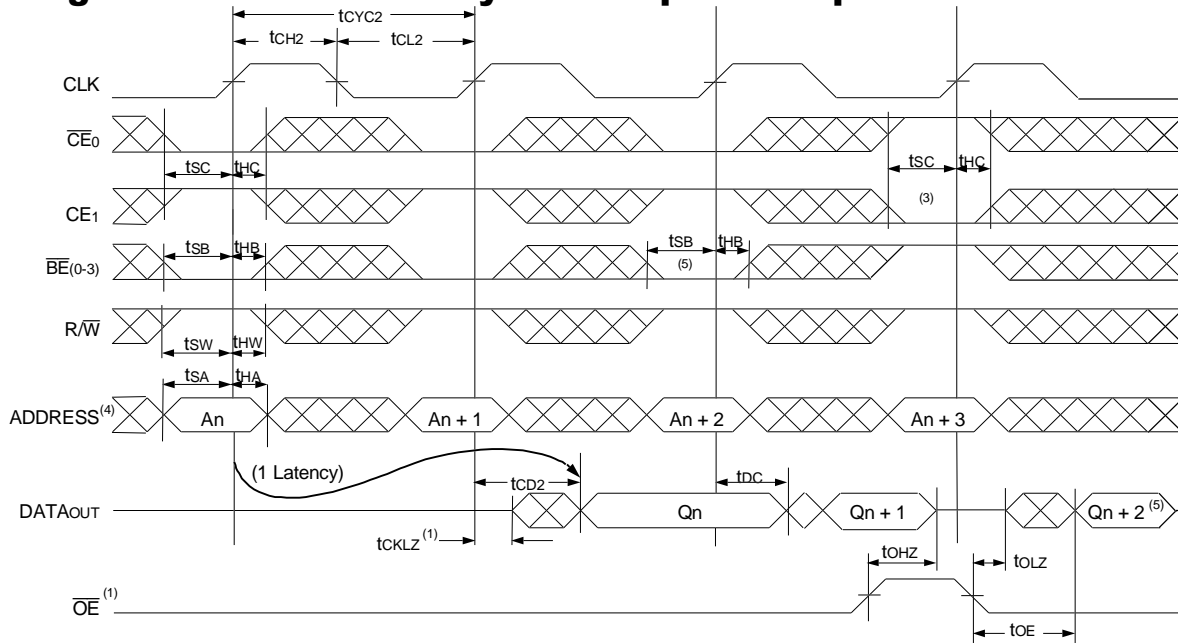 tCYC2
tCH2
tCL2
CLK
CE0
tSC
tHC
tSC
tHC
(3)
CE1
tSB
tHB
tSB
tHB
(5)
BE(0-3)
R/W
tSW
tHW
tSA
tHA
ADDRESS(4)
An
An + 1
An + 2
An + 3
(1 Latency)
tCD2
tDC
DATAOUT
Qn
Qn + 1
Qn + 2 (5)
tCKLZ (1)
tOHZ
tOLZ
OE (1)
tOE